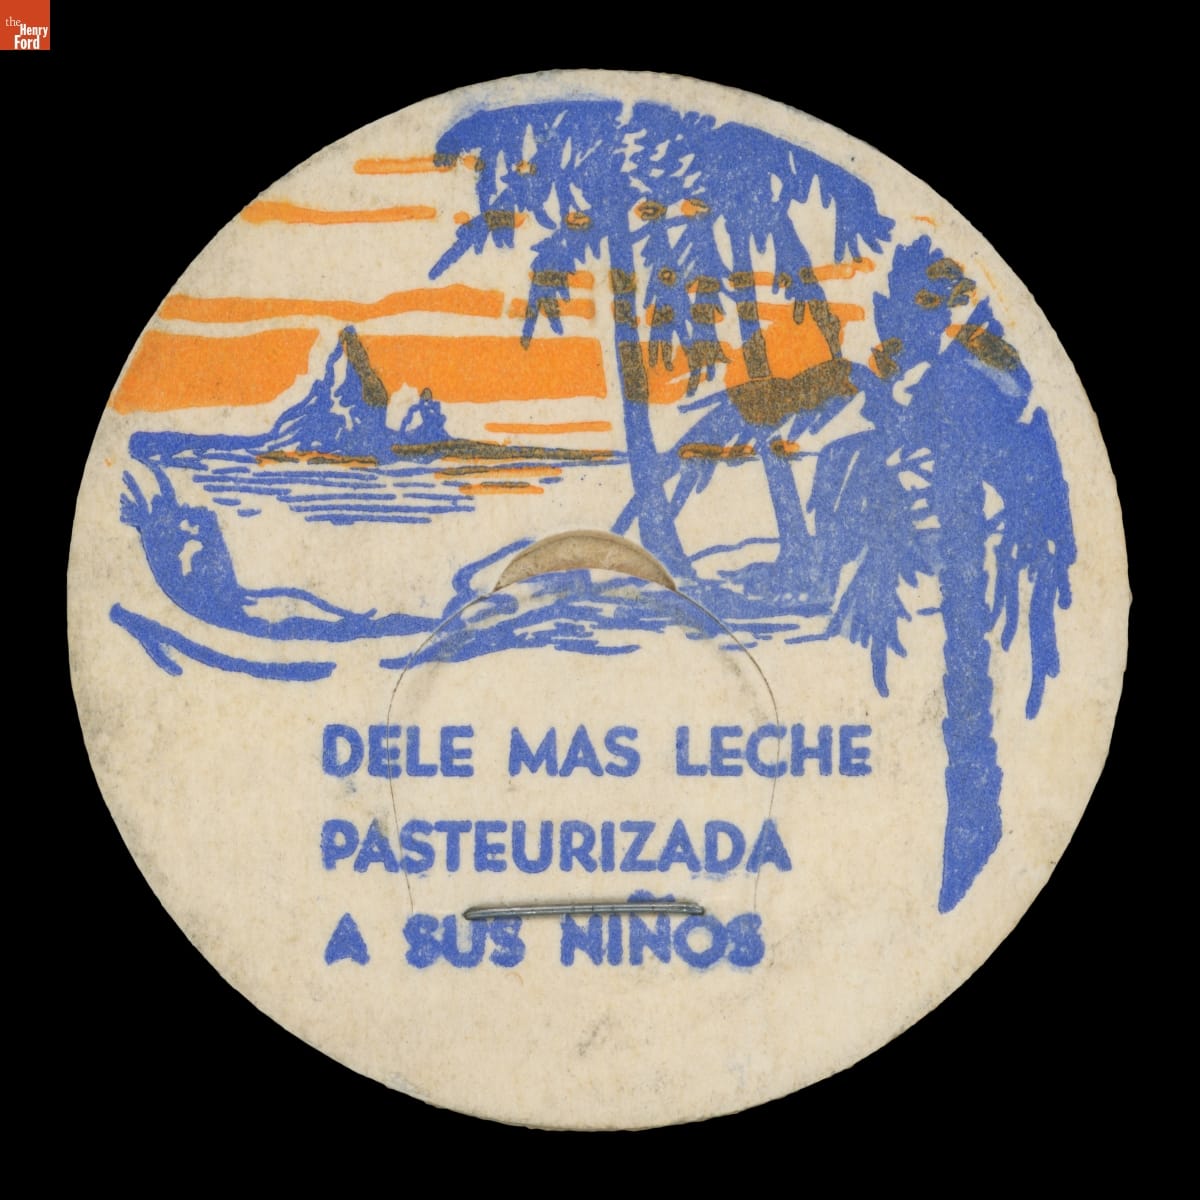 the
Henry
Ford
DELE MAS LECHE
PASTEURIZADA
A SUS NIÑOS